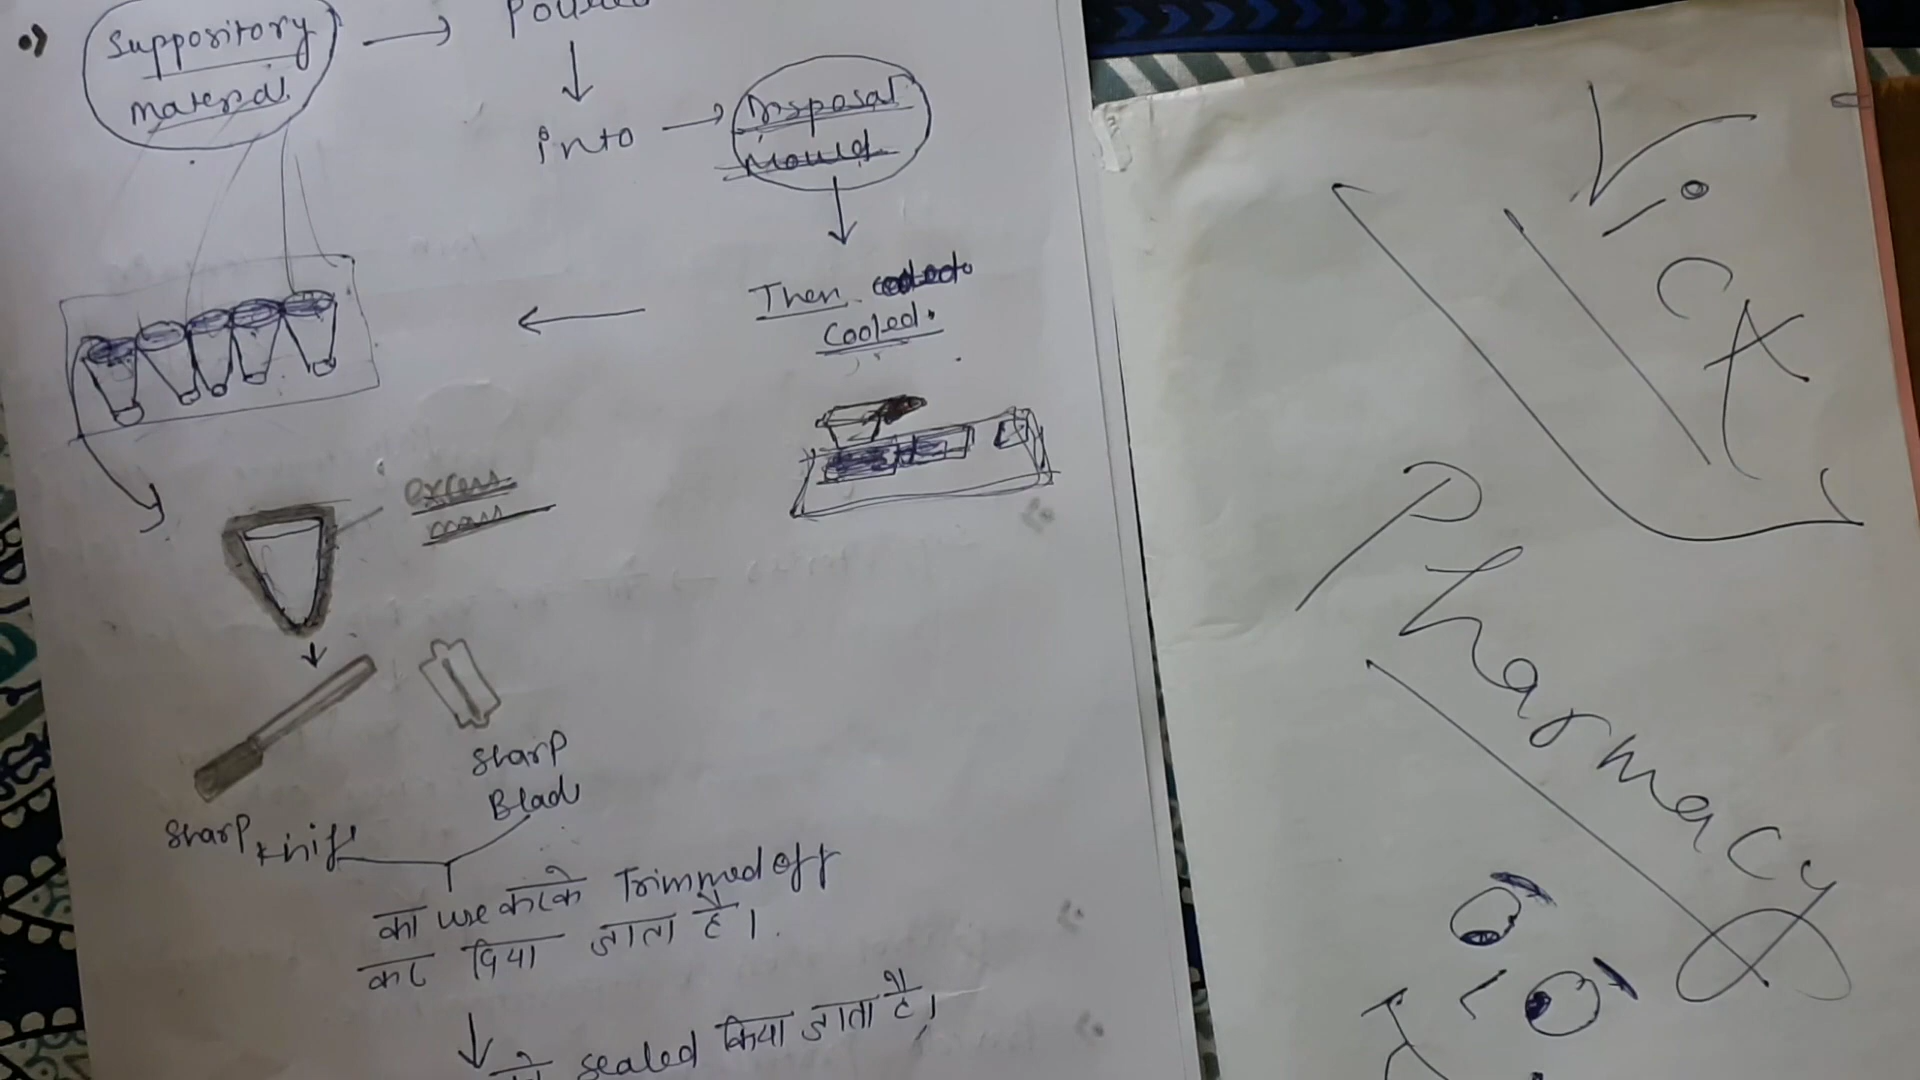 Suppository
material
into
Disposal
Mould
Then
Cooled.
excess
mass
Sharp
Blade
Sharp knife
का use करके Trimmed off
कर दिया जाता है।
sealed किया जाता है।
Vick
Pharmacy